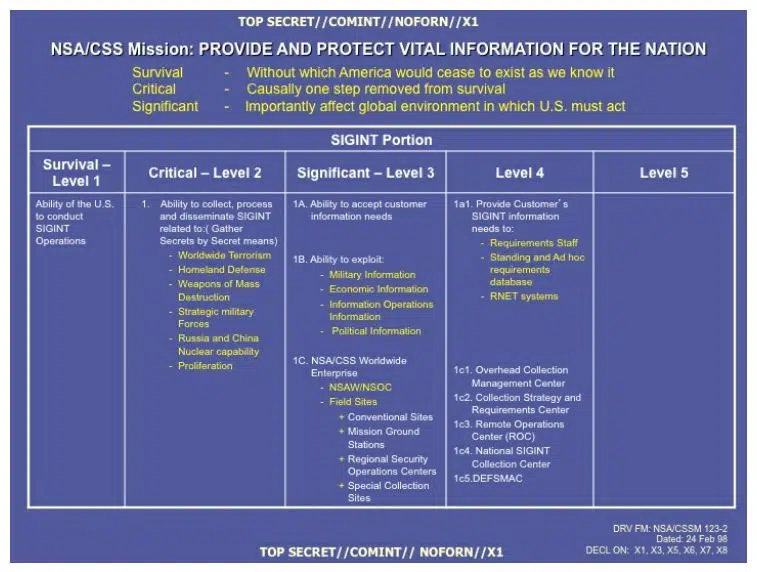 TOP SECRET//COMINT//NOFORN//X1
NSA/CSS Mission: PROVIDE AND PROTECT VITAL INFORMATION FOR THE NATION
Survival - Without which America would cease to exist as we know it
Critical - Causally one step removed from survival
Significant - Importantly affect global environment in which U.S. must act
SIGINT Portion
Survival –
Level 1
Critical – Level 2
Significant – Level 3
Level 4
Level 5
Ability of the U.S.
to conduct
SIGINT
Operations
1. Ability to collect, process
and disseminate SIGINT
related to:( Gather
Secrets by Secret means)
- Worldwide Terrorism
- Homeland Defense
- Weapons of Mass
Destruction
- Strategic military
Forces
- Russia and China
Nuclear capability
- Proliferation
1A. Ability to accept customer
information needs
1B. Ability to exploit:
- Military Information
- Economic Information
- Information Operations
Information
- Political Information
1C. NSA/CSS Worldwide
Enterprise
- NSAW/NSOC
- Field Sites
+ Conventional Sites
+ Mission Ground
Stations
+ Regional Security
Operations Centers
+ Special Collection
Sites
1a1. Provide Customer’s
SIGINT information
needs to:
- Requirements Staff
- Standing and Ad hoc
requirements
database
- RNET systems
1c1. Overhead Collection
Management Center
1c2. Collection Strategy and
Requirements Center
1c3. Remote Operations
Center (ROC)
1c4. National SIGINT
Collection Center
1c5.DEFSMAC
DRV FM: NSA/CSSM 123-2
Dated: 24 Feb 98
DECL ON: X1, X3, X5, X6, X7, X8
TOP SECRET//COMINT// NOFORN//X1